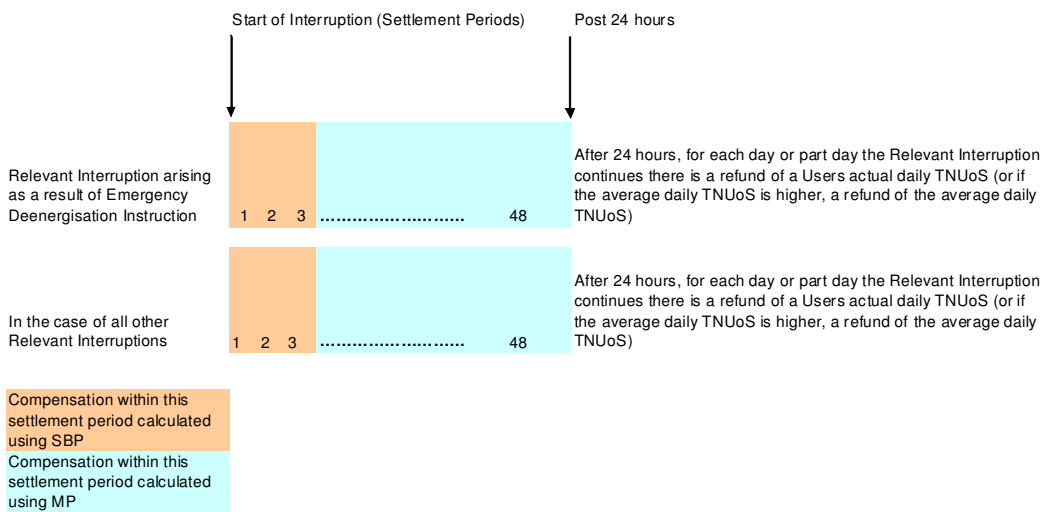 Start of Interruption (Settlement Periods)
Post 24 hours
Relevant Interruption arising
as a result of Emergency
Deenergisation Instruction
1 2 3 ........................... 48
After 24 hours, for each day or part day the Relevant Interruption
continues there is a refund of a Users actual daily TNUoS (or if
the average daily TNUoS is higher, a refund of the average daily
TNUoS)
In the case of all other
Relevant Interruptions
1 2 3 ........................... 48
After 24 hours, for each day or part day the Relevant Interruption
continues there is a refund of a Users actual daily TNUoS (or if
the average daily TNUoS is higher, a refund of the average daily
TNUoS)
Compensation within this
settlement period calculated
using SBP
Compensation within this
settlement period calculated
using MP